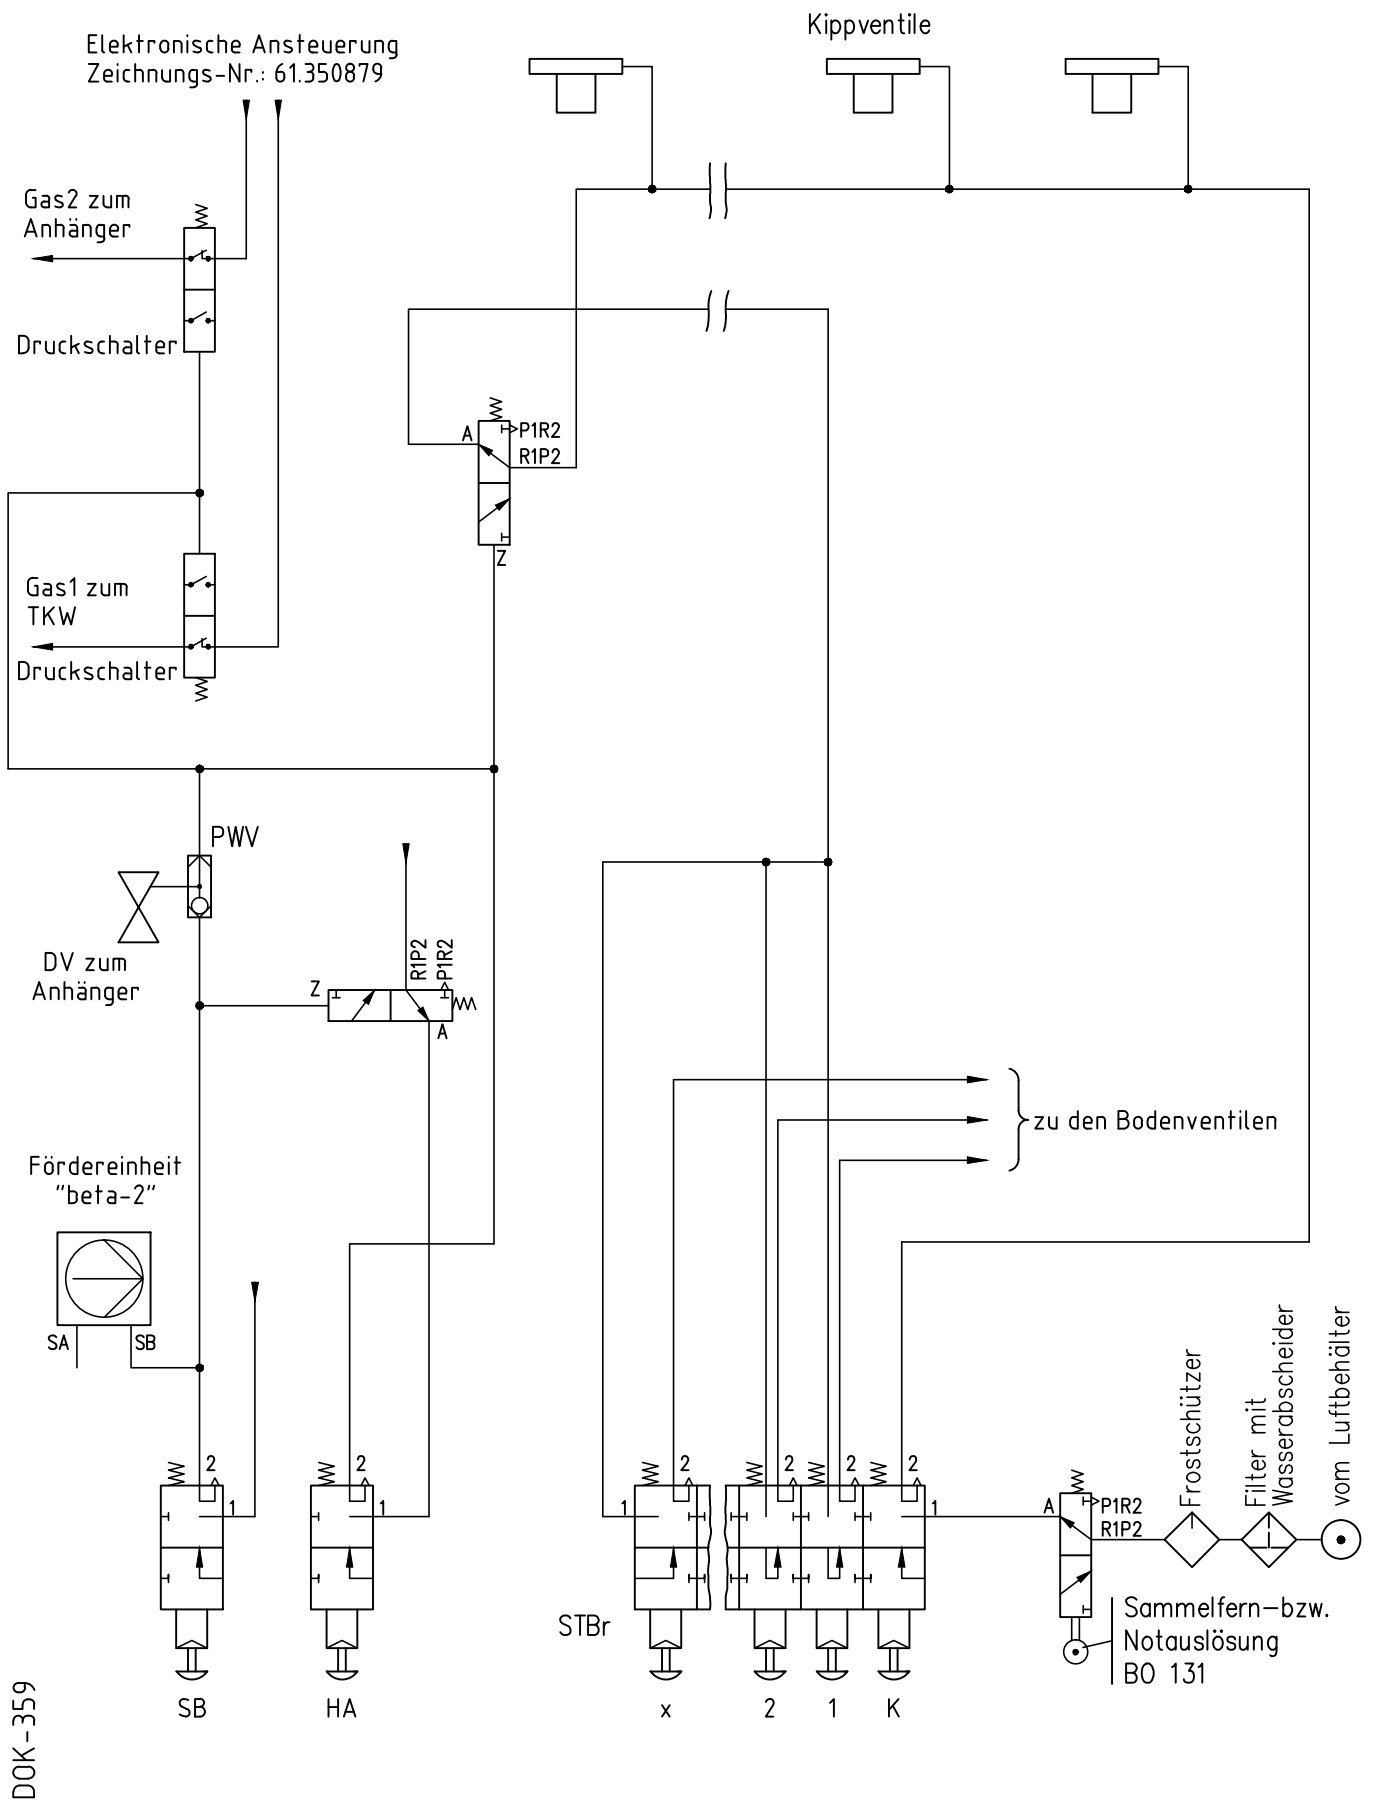 Kippventile
Elektronische Ansteuerung
Zeichnungs-Nr.: 61.350879
Gas2 zum
Anhänger
Druckschalter
A
P1R2
R1P2
Z
Gas1 zum
TKW
Druckschalter
PWV
DV zum
Anhänger
Z
R1P2
P1R2
A
zu den Bodenventilen
Fördereinheit
"beta-2"
SA
SB
Frostschützer
Filter mit
Wasserabscheider
vom Luftbehälter
2
1
2
1
1
2
2
2
2
1
A
P1R2
R1P2
STBr
Sammelfern-bzw.
Notauslösung
BO 131
SB
HA
x
2
1
K
DOK-359